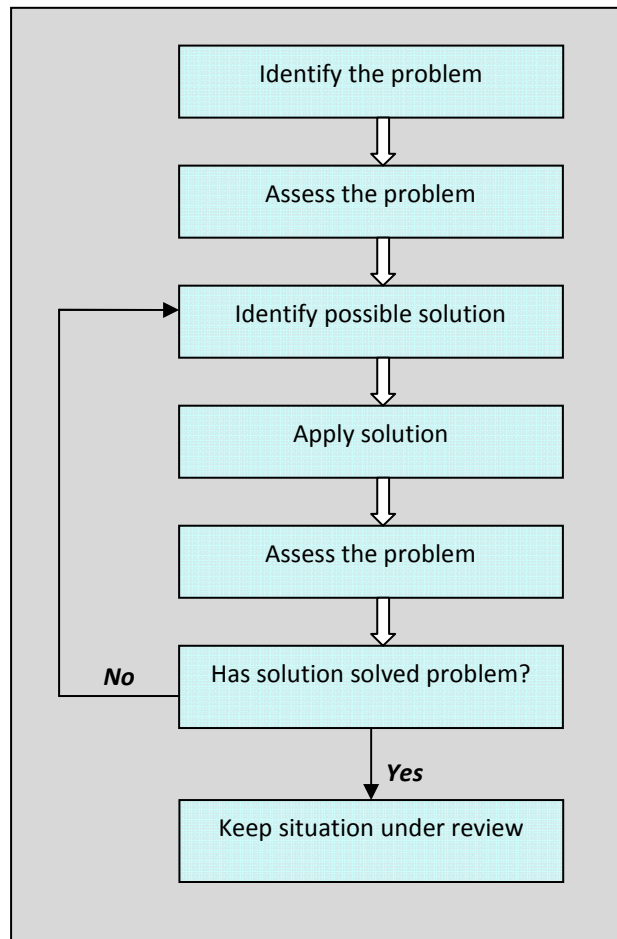 Identify the problem
Assess the problem
Identify possible solution
Apply solution
Assess the problem
Has solution solved problem?
No
Yes
Keep situation under review